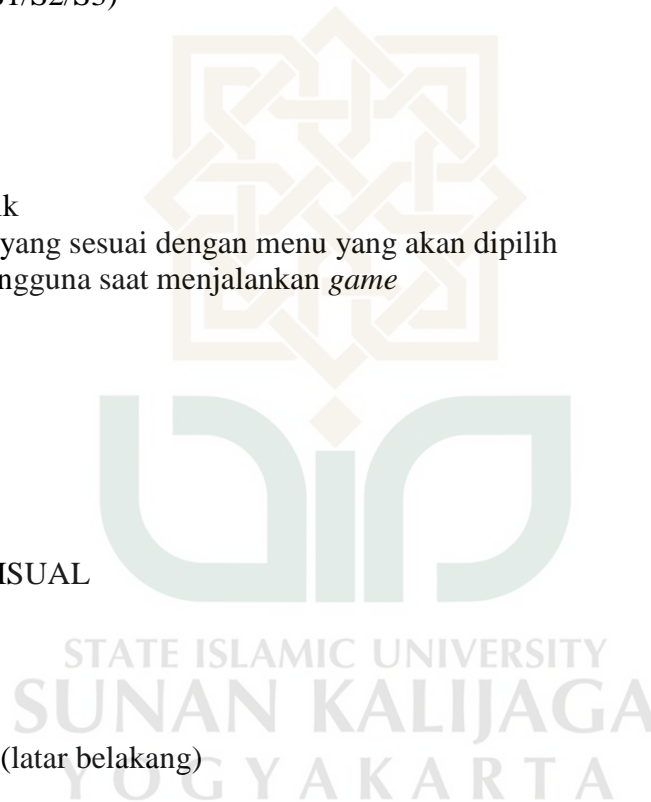 S1/S2/S3)
ik
yang sesuai dengan menu yang akan dipilih
ngguna saat menjalankan game
ISUAL
STATE ISLAMIC UNIVERSITY
SUNAN KALIJAGA
(latar belakang)
YOGYAKARTA